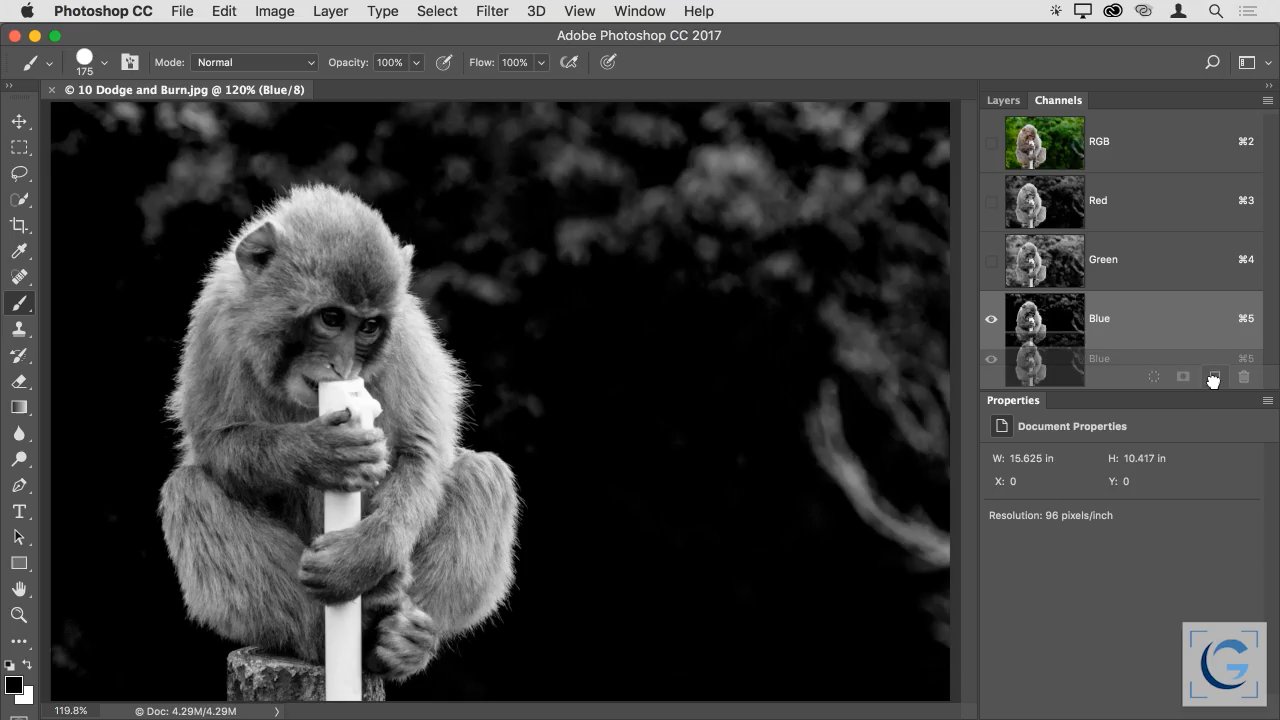 Photoshop CC File Edit Image Layer Type Select Filter 3D View Window Help
Adobe Photoshop CC 2017
175 Mode: Normal Opacity: 100% Flow: 100%
× © 10 Dodge and Burn.jpg @ 120% (Blue/8)
Layers Channels
RGB ⌘2
Red ⌘3
Green ⌘4
Blue ⌘5
Blue ⌘5
Properties
Document Properties
W: 15.625 in H: 10.417 in
X: 0 Y: 0
Resolution: 96 pixels/inch
119.8% © Doc: 4.29M/4.29M